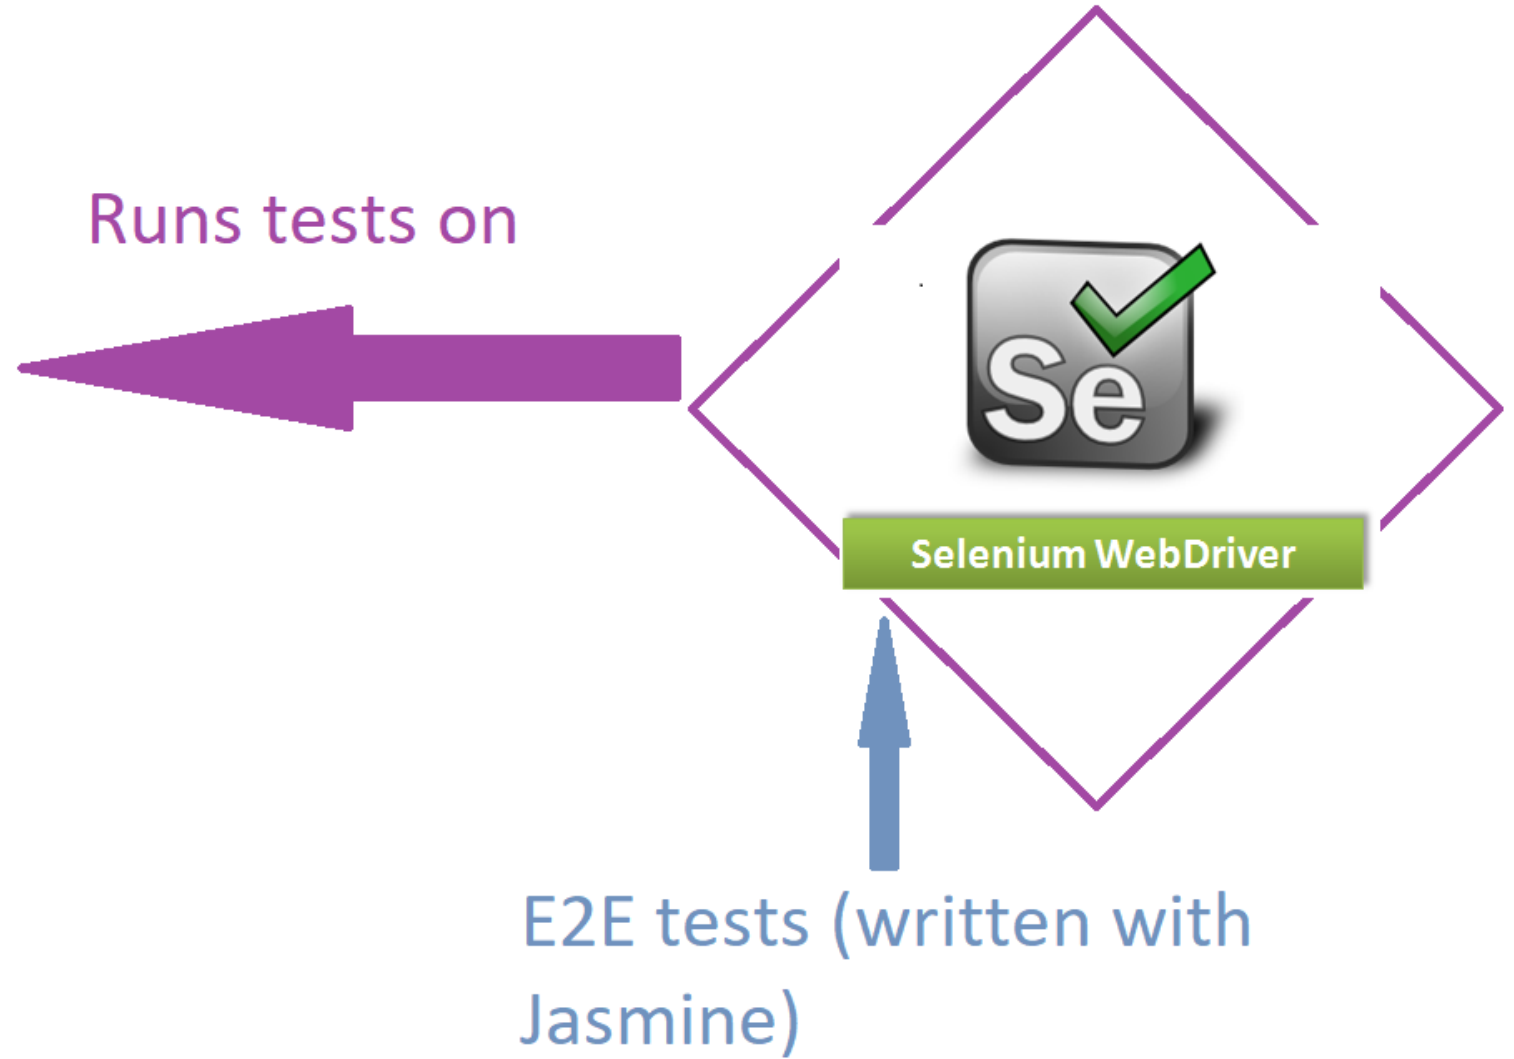 Runs tests on
Se
Selenium WebDriver
E2E tests (written with
Jasmine)